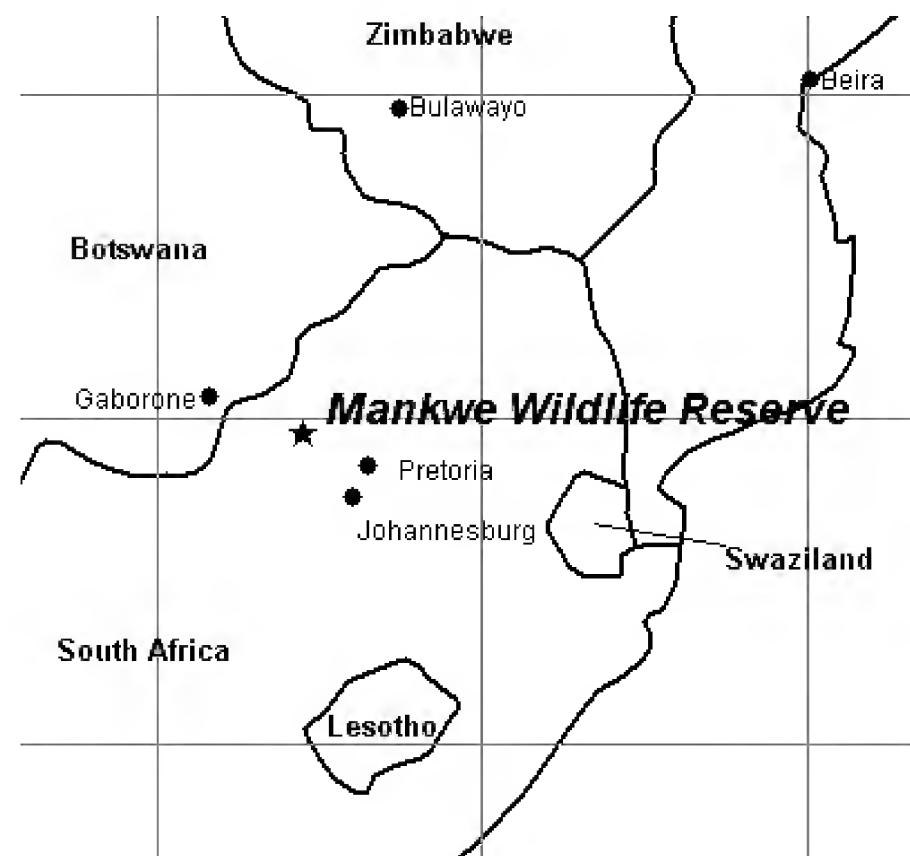 Zimbabwe
Beira
Bulawayo
Botswana
Gaborone
Mankwe Wildlife Reserve
Pretoria
Johannesburg
Swaziland
South Africa
Lesotho